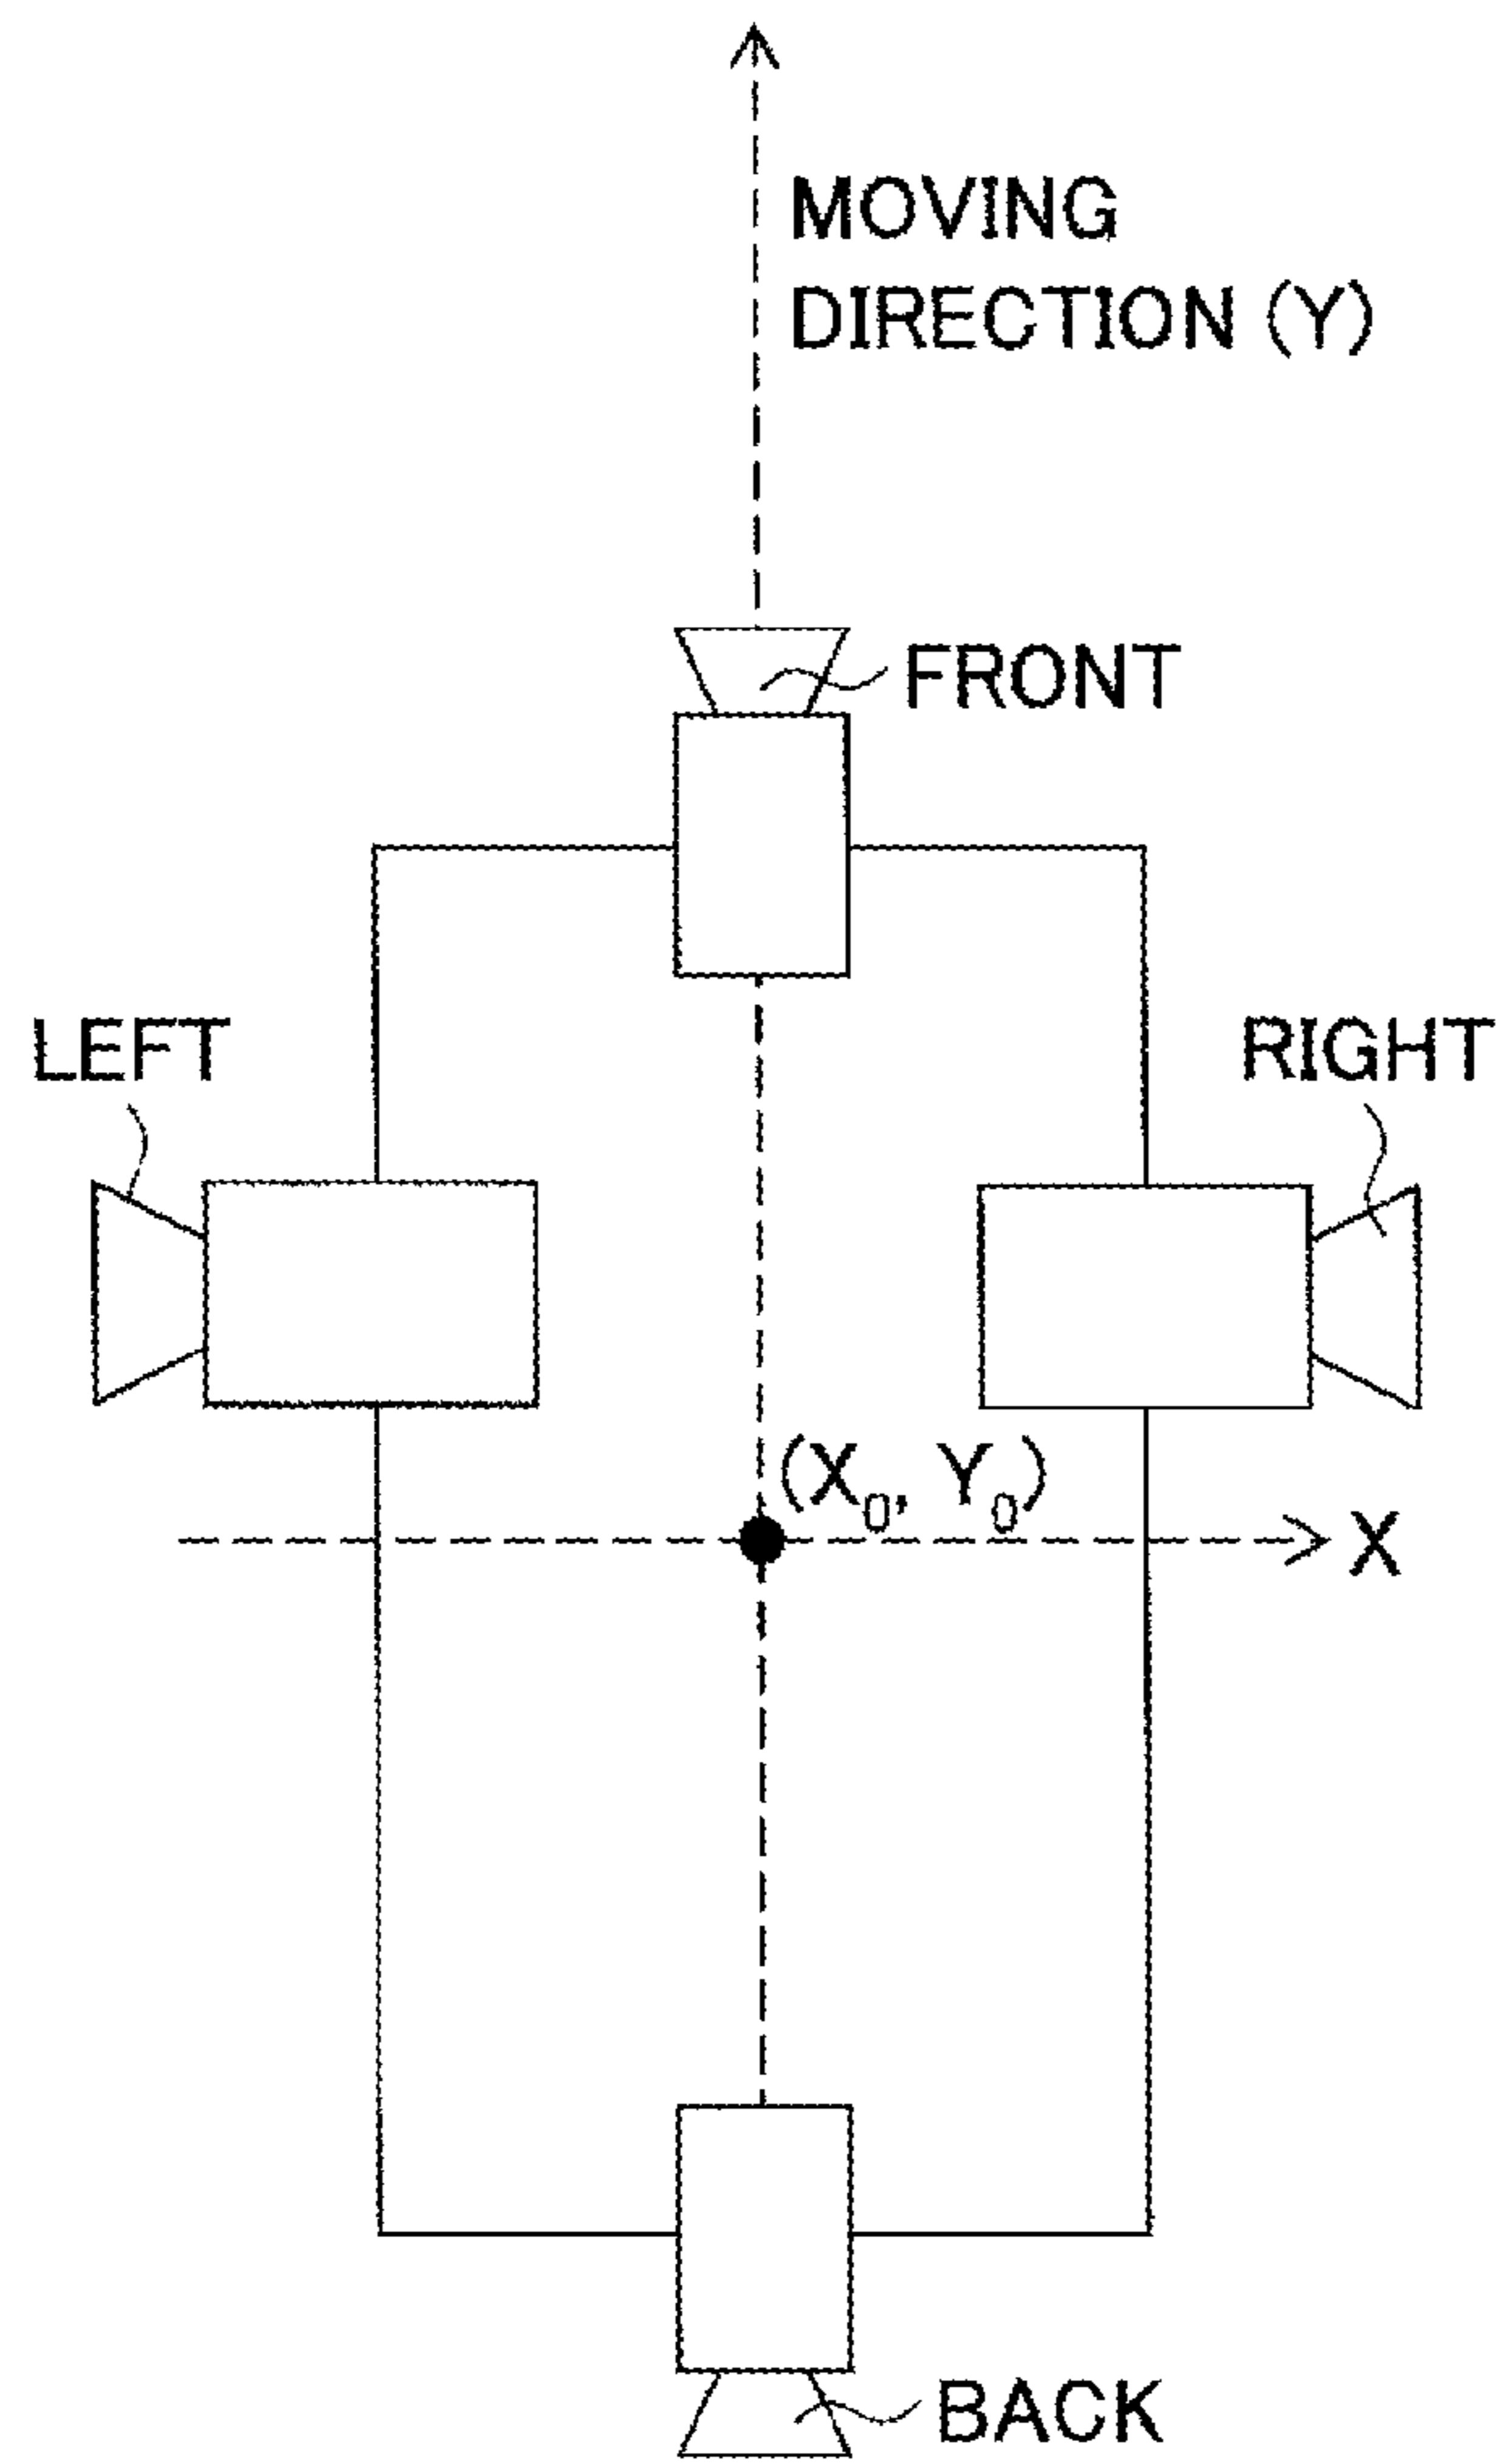 MOVING
DIRECTION (Y)
FRONT
LEFT
RIGHT
(X₀, Y₀)
X
BACK